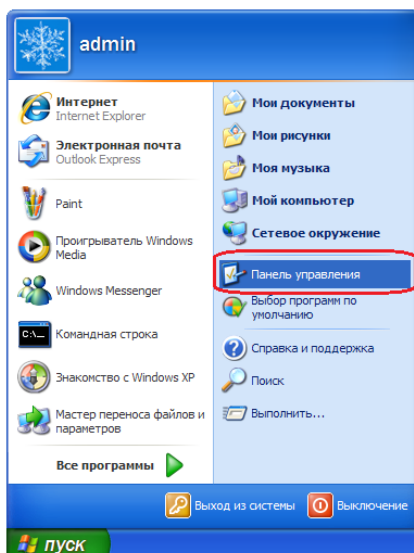 admin
Интернет
Internet Explorer
Электронная почта
Outlook Express
Paint
Проигрыватель Windows
Media
Windows Messenger
C:\_
Командная строка
Знакомство с Windows XP
Мастер переноса файлов и
параметров
Все программы
Мои документы
Мои рисунки
Моя музыка
Мой компьютер
Сетевое окружение
Панель управления
Выбор программ по
умолчанию
Справка и поддержка
Поиск
Выполнить...
Выход из системы
Выключение
пуск